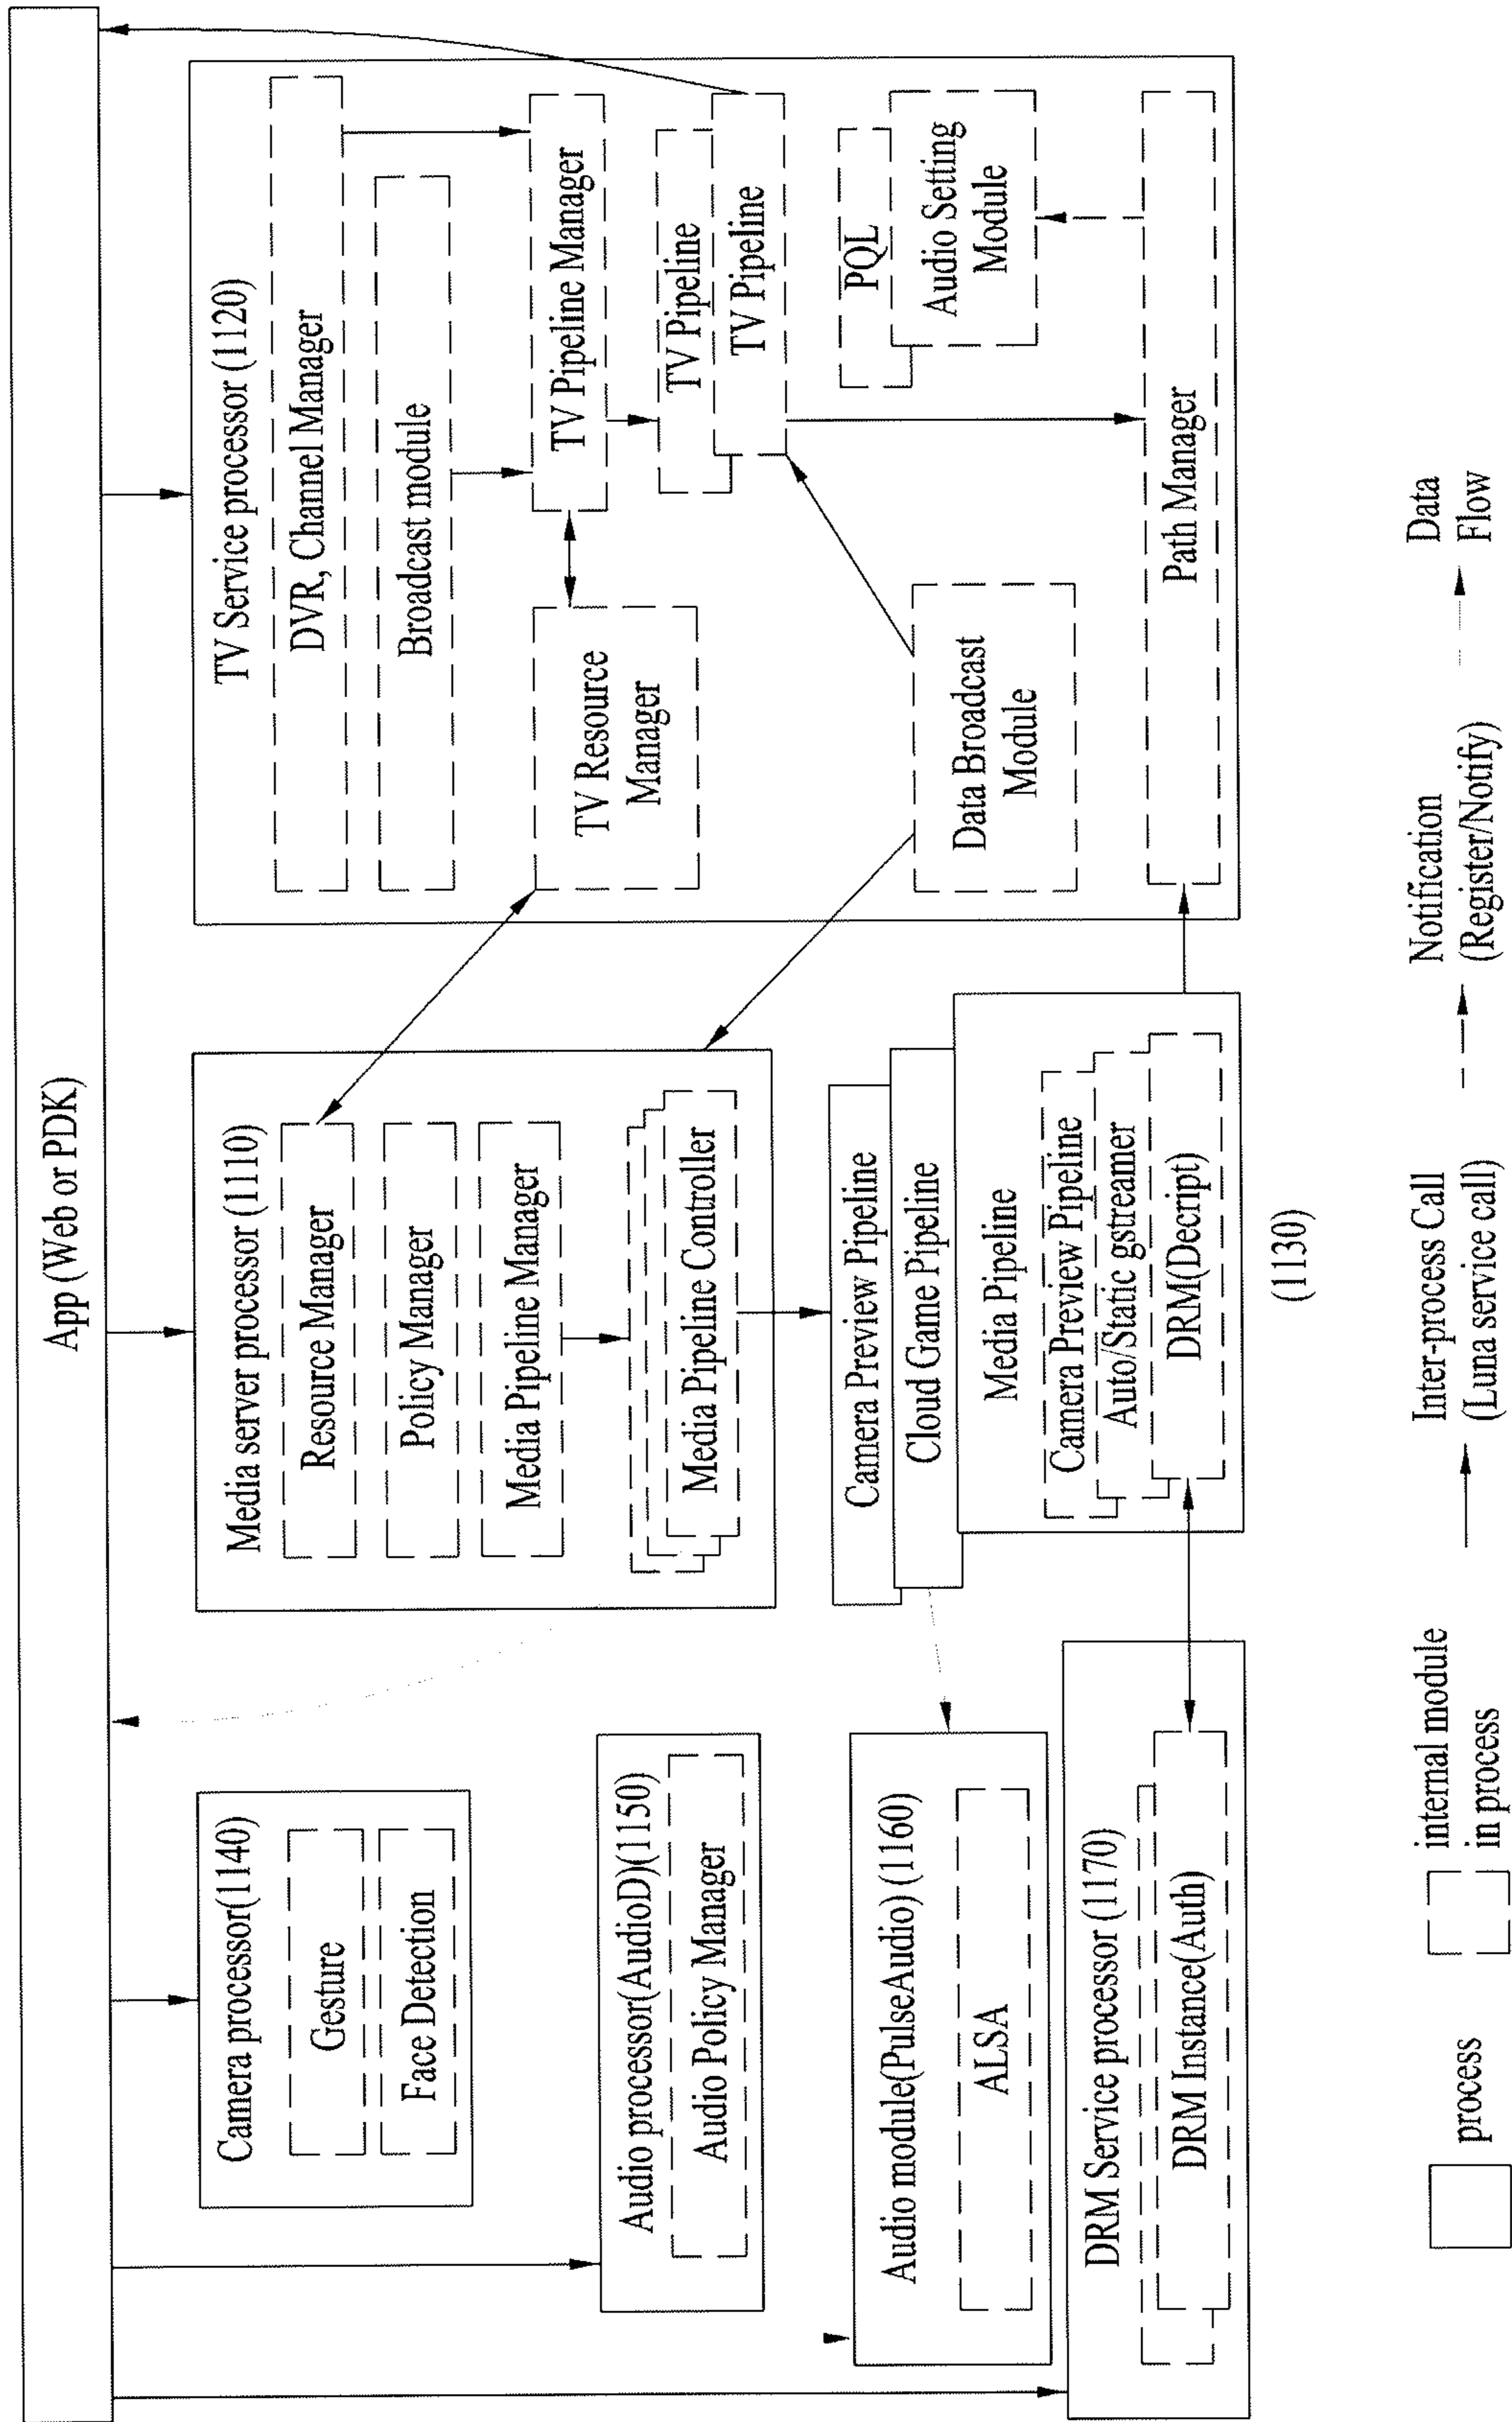 App (Web or PDK)
Camera processor(1140)
Gesture
Face Detection
Audio processor(AudioD)(1150)
Audio Policy Manager
Audio module(PulseAudio) (1160)
ALSA
DRM Service processor (1170)
DRM Instance(Auth)
Media server processor (1110)
Resource Manager
Policy Manager
Media Pipeline Manager
Media Pipeline Controller
Camera Preview Pipeline
Cloud Game Pipeline
Media Pipeline
Camera Preview Pipeline
Auto/Static gstreamer
DRM(Decript)
(1130)
TV Service processor (1120)
DVR, Channel Manager
Broadcast module
TV Resource
Manager
TV Pipeline Manager
TV Pipeline
TV Pipeline
Data Broadcast
Module
PQL
Audio Setting
Module
Path Manager
process
internal module
in process
Inter-process Call
(Luna service call)
Notification
(Register/Notify)
Data
Flow